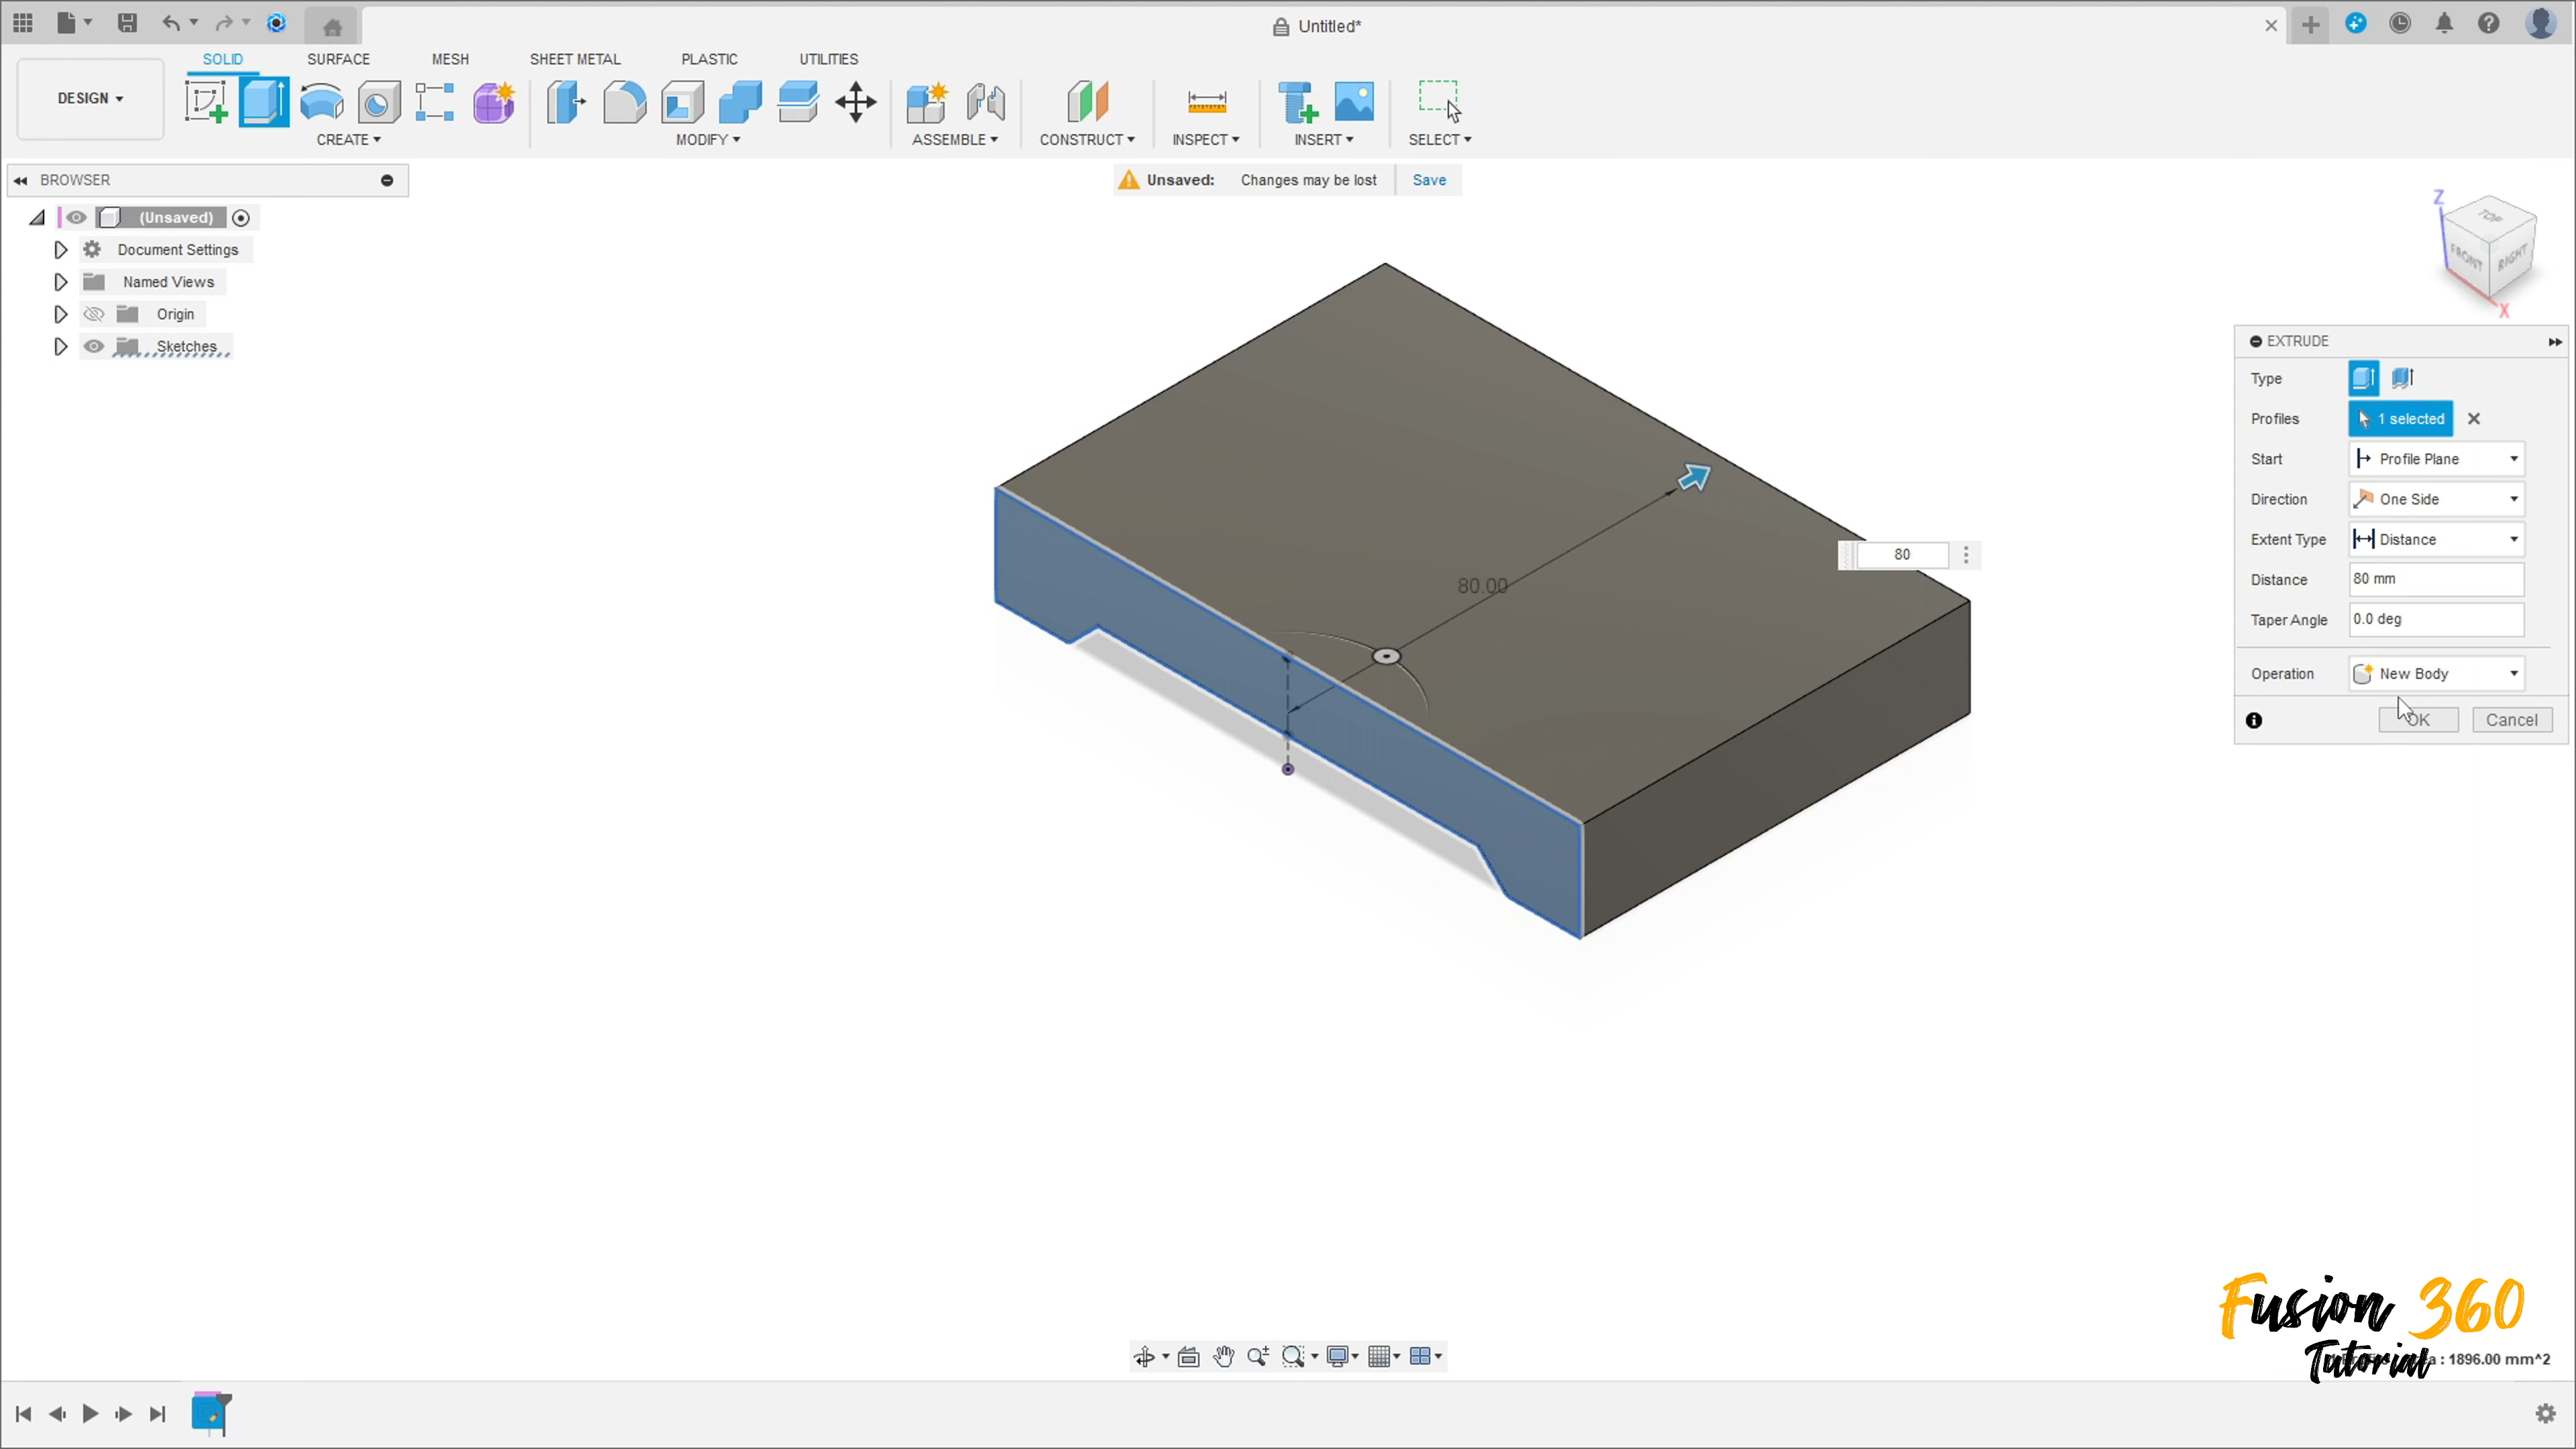 Untitled*
SOLID SURFACE MESH SHEET METAL PLASTIC UTILITIES
DESIGN
CREATE MODIFY ASSEMBLE CONSTRUCT INSPECT INSERT SELECT
BROWSER
Unsaved: Changes may be lost Save
(Unsaved)
Document Settings
Named Views
Origin
Sketches
Z
TOP
FRONT RIGHT
X
EXTRUDE
Type
Profiles 1 selected
Start Profile Plane
Direction One Side
Extent Type Distance
Distance 80 mm
Taper Angle 0.0 deg
Operation New Body
OK Cancel
80
80.00
Fusion 360
Tutorial
: 1896.00 mm^2